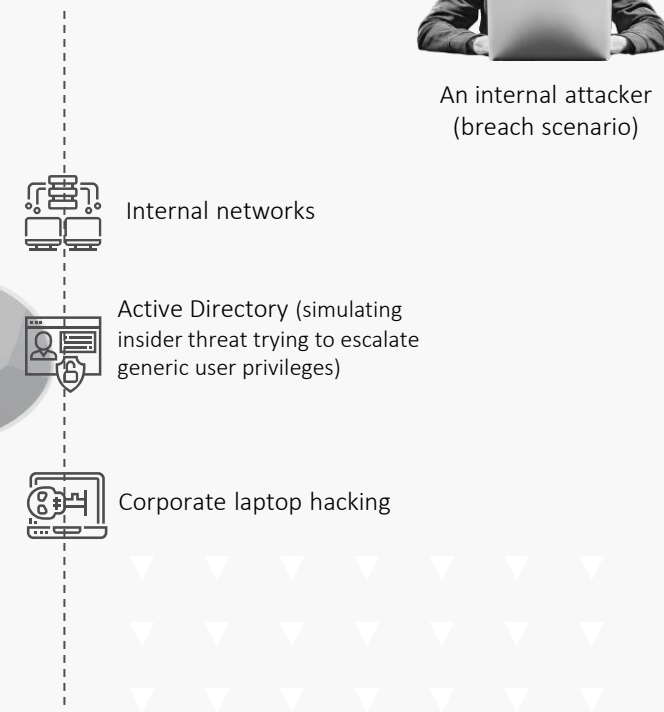 An internal attacker
(breach scenario)
Internal networks
Active Directory (simulating
insider threat trying to escalate
generic user privileges)
Corporate laptop hacking